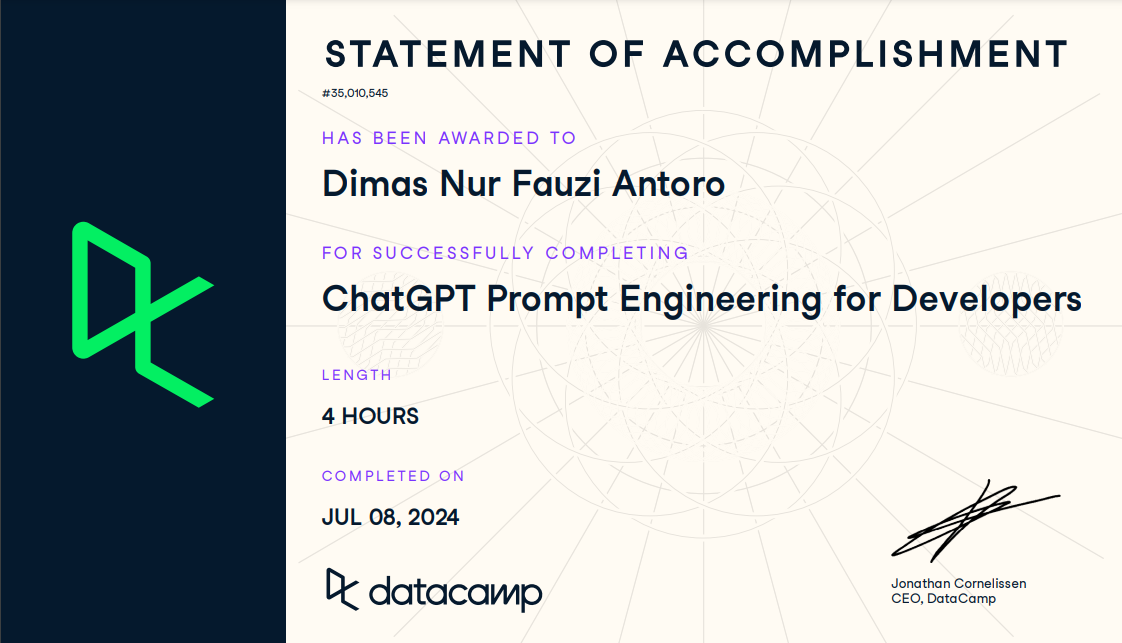 STATEMENT OF ACCOMPLISHMENT
#35,010,545
HAS BEEN AWARDED TO
Dimas Nur Fauzi Antoro
FOR SUCCESSFULLY COMPLETING
ChatGPT Prompt Engineering for Developers
LENGTH
4 HOURS
COMPLETED ON
JUL 08, 2024
datacamp
Jonathan Cornelissen
CEO, DataCamp